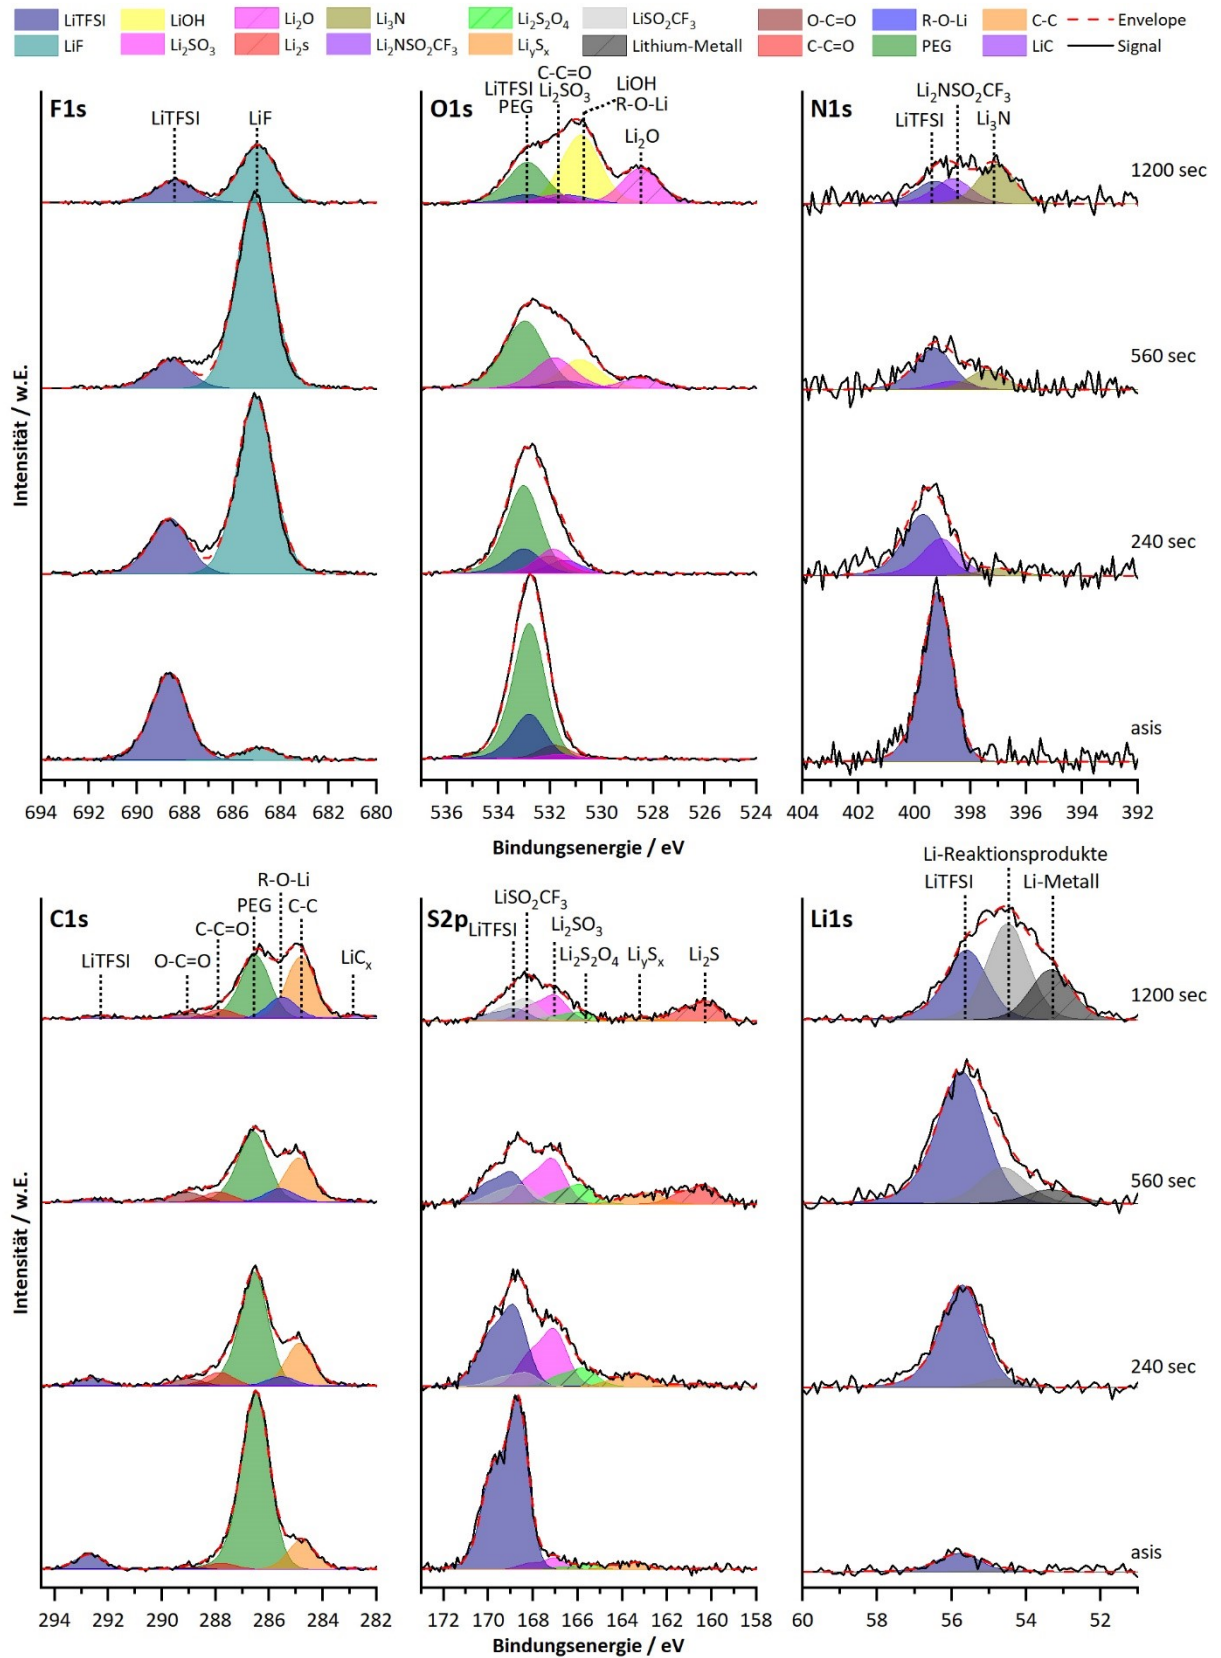 LiTFSI LiOH Li₂O Li₃N Li₂S₂O₄ LiSO₂CF₃ O-C=O R-O-Li C-C Envelope
LiF Li₂SO₃ Li₂s Li₂NSO₂CF₃ LiᵧSₓ Lithium-Metall C-C=O PEG LiC Signal
F1s
LiTFSI
LiF
694 692 690 688 686 684 682 680
O1s
C-C=O
LiTFSI Li₂SO₃ LiOH
PEG R-O-Li
Li₂O
536 534 532 530 528 526 524
N1s
Li₂NSO₂CF₃
LiTFSI Li₃N
1200 sec
560 sec
240 sec
asis
404 402 400 398 396 394 392
Intensität / w.E.
Bindungsenergie / eV
C1s
R-O-Li
PEG C-C
C-C=O
O-C=O
LiTFSI
LiCₓ
294 292 290 288 286 284 282
S2p
LiSO₂CF₃
LiTFSI Li₂SO₃
Li₂S₂O₄ LiᵧSₓ Li₂S
172 170 168 166 164 162 160 158
Li1s
Li-Reaktionsprodukte
LiTFSI Li-Metall
1200 sec
560 sec
240 sec
asis
60 58 56 54 52
Intensität / w.E.
Bindungsenergie / eV